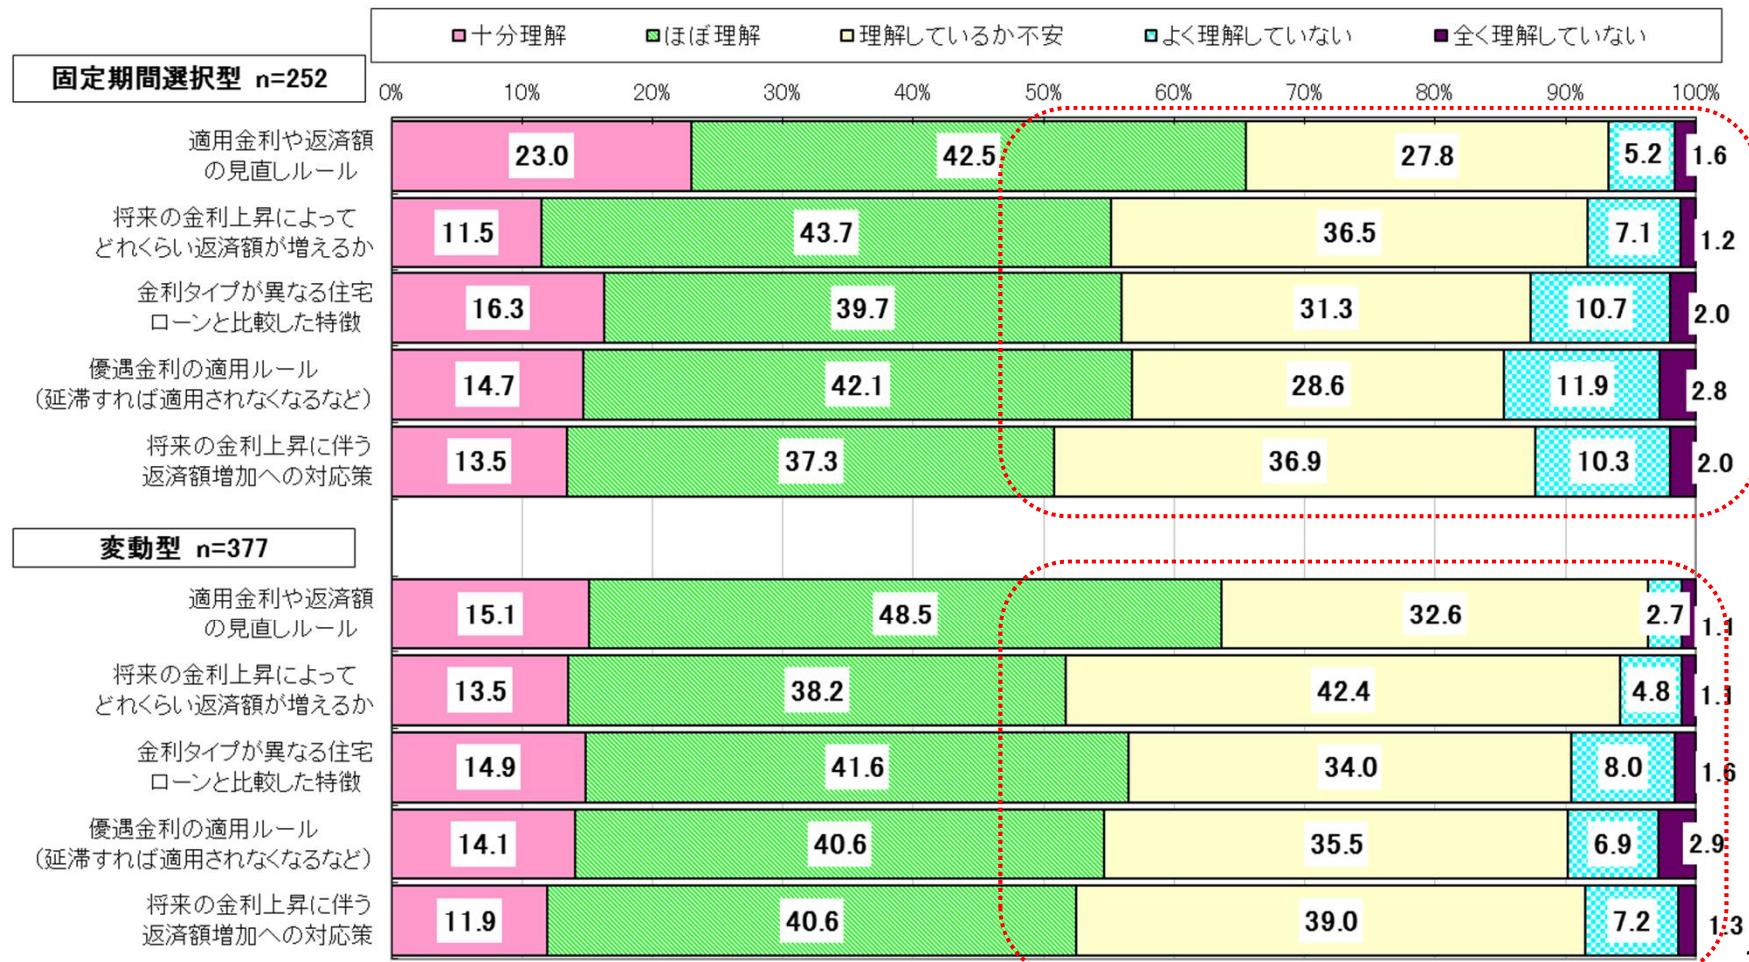 十分理解 ほぼ理解 理解しているか不安 よく理解していない 全く理解していない
固定期間選択型 n=252
0% 10% 20% 30% 40% 50% 60% 70% 80% 90% 100%
適用金利や返済額
の見直しルール
23.0 42.5 27.8 5.2 1.6
将来の金利上昇によって
どれくらい返済額が増えるか
11.5 43.7 36.5 7.1 1.2
金利タイプが異なる住宅
ローンと比較した特徴
16.3 39.7 31.3 10.7 2.0
優遇金利の適用ルール
（延滞すれば適用されなくなるなど）
14.7 42.1 28.6 11.9 2.8
将来の金利上昇に伴う
返済額増加への対応策
13.5 37.3 36.9 10.3 2.0
変動型 n=377
適用金利や返済額
の見直しルール
15.1 48.5 32.6 2.7 1.1
将来の金利上昇によって
どれくらい返済額が増えるか
13.5 38.2 42.4 4.8 1.1
金利タイプが異なる住宅
ローンと比較した特徴
14.9 41.6 34.0 8.0 1.6
優遇金利の適用ルール
（延滞すれば適用されなくなるなど）
14.1 40.6 35.5 6.9 2.9
将来の金利上昇に伴う
返済額増加への対応策
11.9 40.6 39.0 7.2 1.3